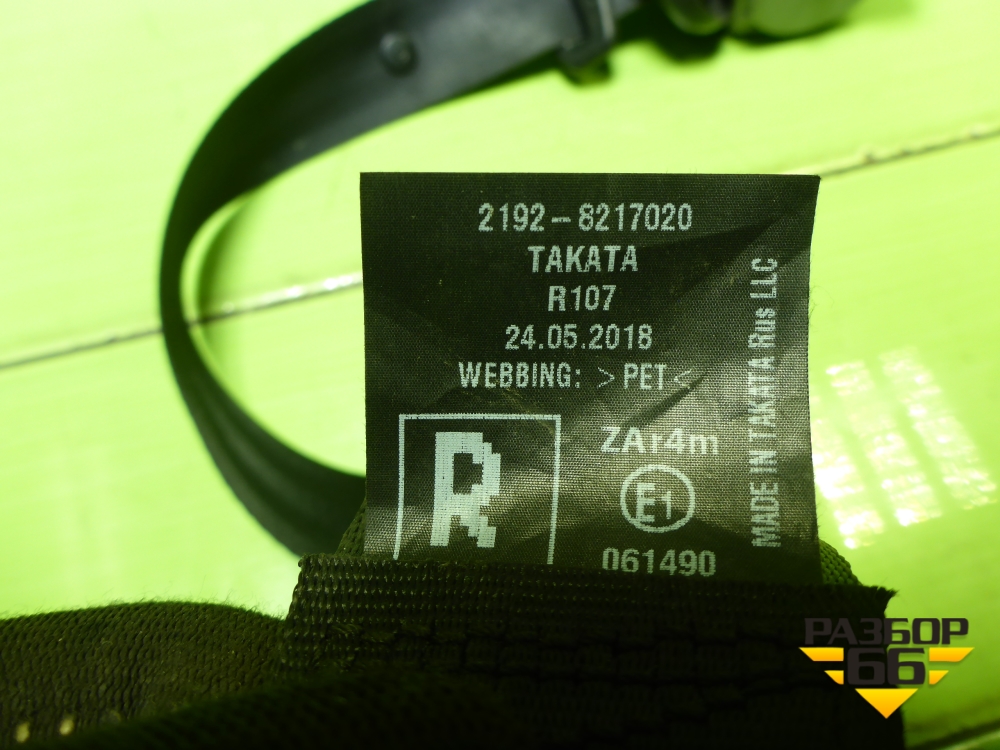 2192-8217020
TAKATA
R107
24.05.2018
WEBBING: >PET<
R
ZAr4m
E1
061490
MADE IN TAKATA Rus LLC
РАЗБОР
66